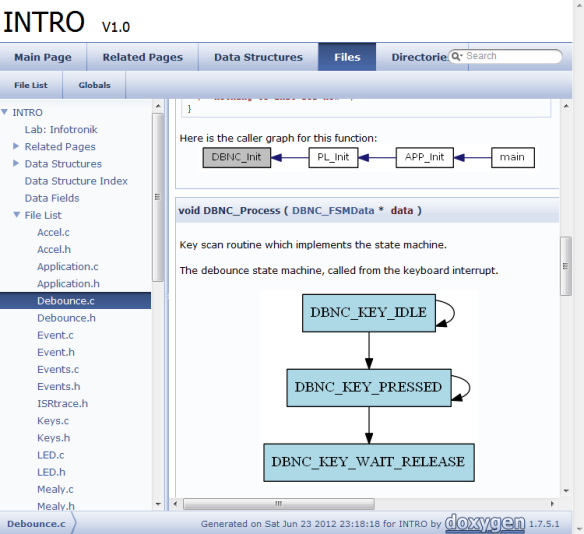 INTRO V1.0
Main Page Related Pages Data Structures Files Directorie Search
File List Globals
INTRO
Lab: Infotronik
Related Pages
Data Structures
Data Structure Index
Data Fields
File List
Accel.c
Accel.h
Application.c
Application.h
Debounce.c
Debounce.h
Event.c
Event.h
Events.c
Events.h
ISRtrace.h
Keys.c
Keys.h
LED.c
LED.h
Mealy.c
Mealy.h
}
Here is the caller graph for this function:
DBNC_Init PL_Init APP_Init main
void DBNC_Process ( DBNC_FSMData * data )
Key scan routine which implements the state machine.
The debounce state machine, called from the keyboard interrupt.
DBNC_KEY_IDLE
DBNC_KEY_PRESSED
DBNC_KEY_WAIT_RELEASE
Debounce.c Generated on Sat Jun 23 2012 23:18:18 for INTRO by doxygen 1.7.5.1